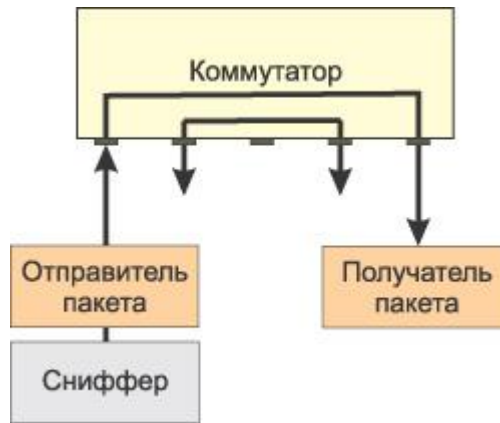 Коммутатор
Отправитель
пакета
Получатель
пакета
Сниффер